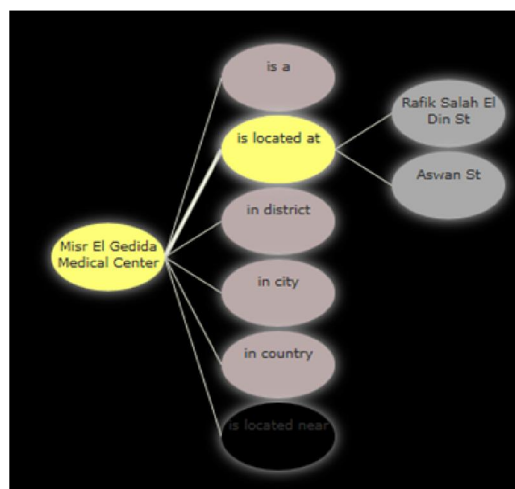 is a
Rafik Salah El
Din St
is located at
Aswan St
in district
Misr El Gedida
Medical Center
in city
in country
is located near